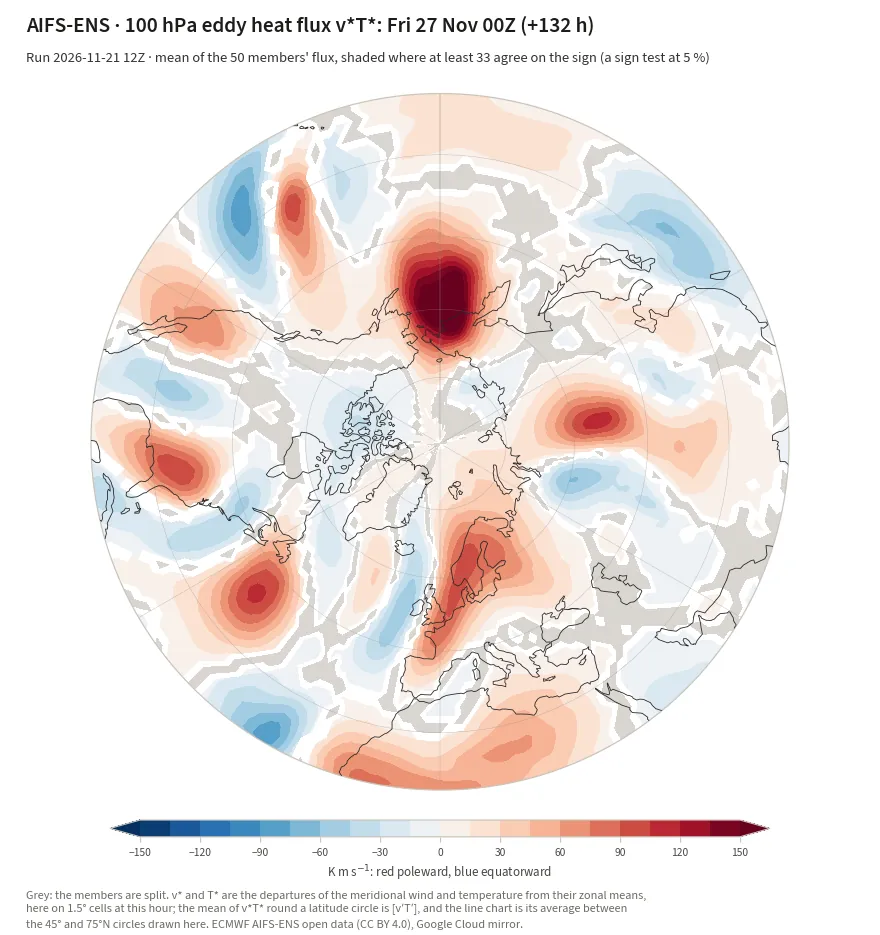 AIFS-ENS · 100 hPa eddy heat flux v*T*: Fri 27 Nov 00Z (+132 h)
Run 2026-11-21 12Z · mean of the 50 members' flux, shaded where at least 33 agree on the sign (a sign test at 5 %)
−150 −120 −90 −60 −30 0 30 60 90 120 150
K m s⁻¹: red poleward, blue equatorward
Grey: the members are split. v* and T* are the departures of the meridional wind and temperature from their zonal means,
here on 1.5° cells at this hour; the mean of v*T* round a latitude circle is [v′T′], and the line chart is its average between
the 45° and 75°N circles drawn here. ECMWF AIFS-ENS open data (CC BY 4.0), Google Cloud mirror.